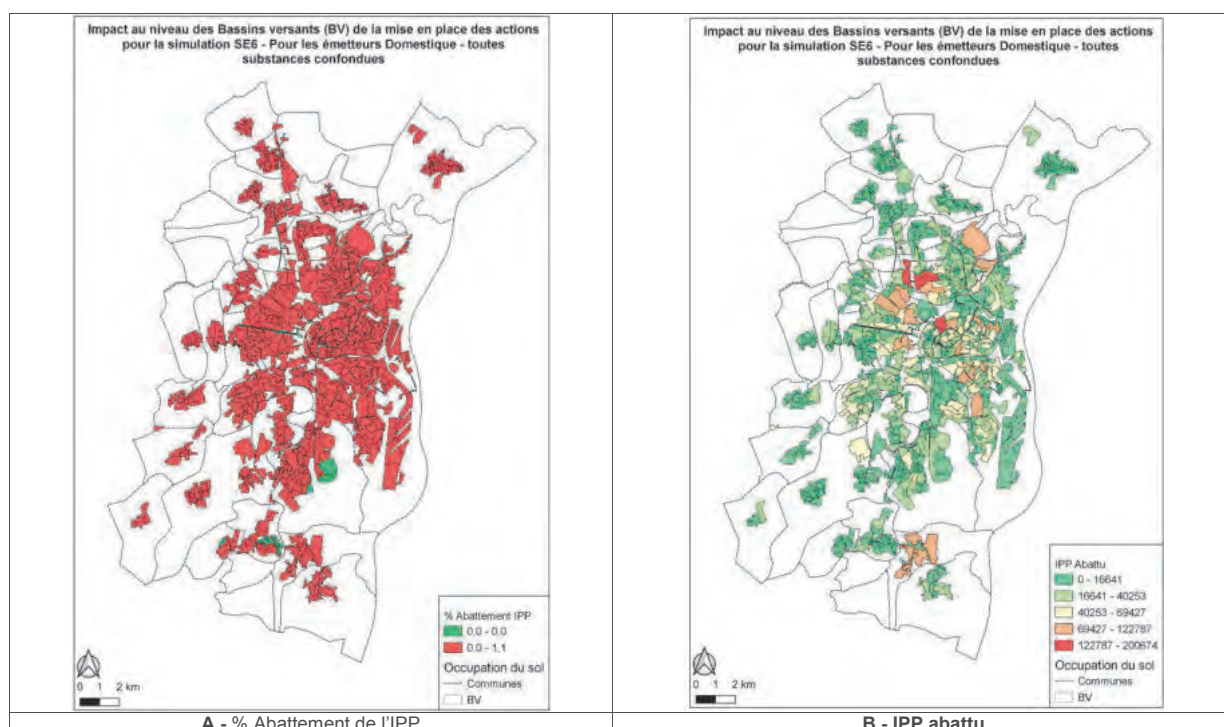 Impact au niveau des Bassins versants (BV) de la mise en place des actions
pour la simulation SE6 - Pour les émetteurs Domestique - toutes
substances confondues
% Abattement IPP
0,0 - 0,0
0,0 - 1,1
Occupation du sol
Communes
BV
0 1 2 km
A - % Abattement de l'IPP
Impact au niveau des Bassins versants (BV) de la mise en place des actions
pour la simulation SE6 - Pour les émetteurs Domestique - toutes
substances confondues
IPP Abattu
0 - 16641
16641 - 40253
40253 - 69427
69427 - 122787
122787 - 200674
Occupation du sol
Communes
BV
0 1 2 km
B - IPP abattu